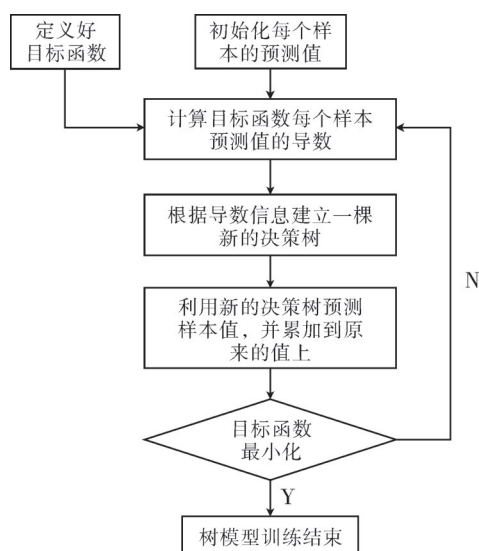 定义好
目标函数
初始化每个样
本的预测值
计算目标函数每个样本
预测值的导数
根据导数信息建立一棵
新的决策树
N
利用新的决策树预测
样本值，并累加到原
来的值上
目标函数
最小化
Y
树模型训练结束